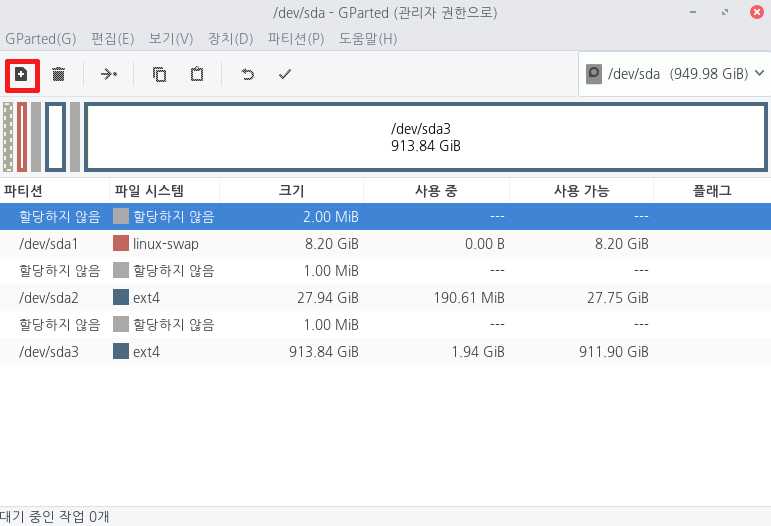 /dev/sda - GParted (관리자 권한으로)
GParted(G) 편집(E) 보기(V) 장치(D) 파티션(P) 도움말(H)
/dev/sda (949.98 GiB)
/dev/sda3
913.84 GiB
파티션 파일 시스템 크기 사용 중 사용 가능 플래그
할당하지 않음 할당하지 않음 2.00 MiB --- ---
/dev/sda1 linux-swap 8.20 GiB 0.00 B 8.20 GiB
할당하지 않음 할당하지 않음 1.00 MiB --- ---
/dev/sda2 ext4 27.94 GiB 190.61 MiB 27.75 GiB
할당하지 않음 할당하지 않음 1.00 MiB --- ---
/dev/sda3 ext4 913.84 GiB 1.94 GiB 911.90 GiB
대기 중인 작업 0개